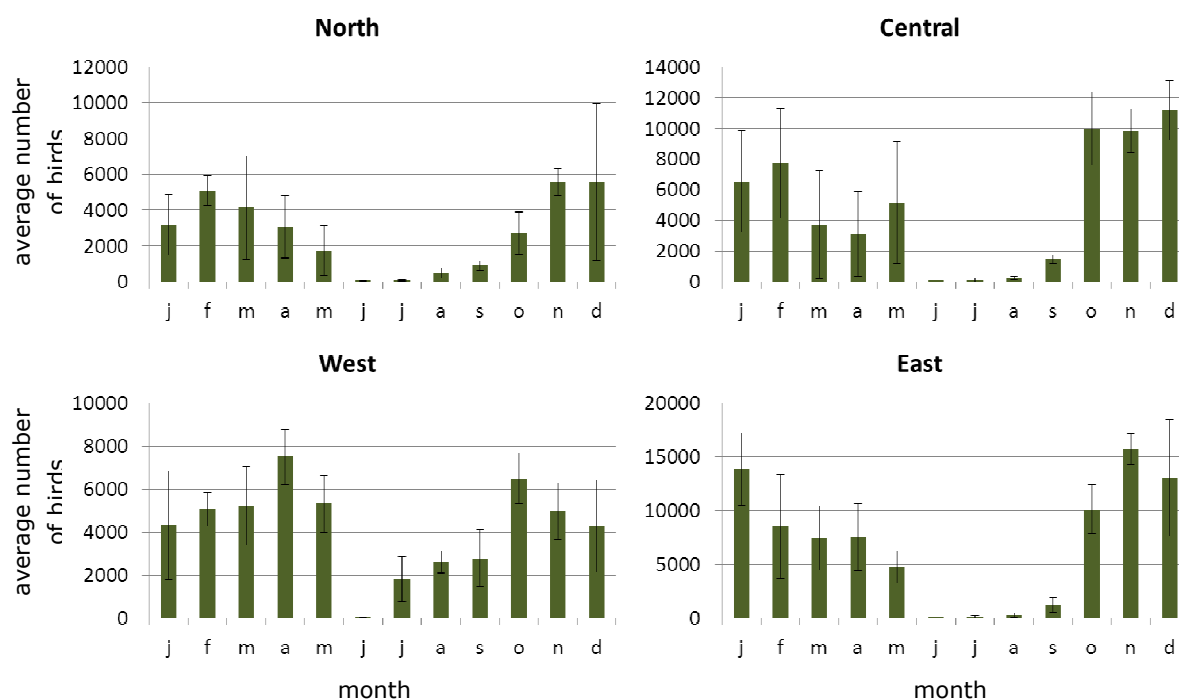 North
12000
10000
8000
6000
4000
2000
0
average number
of birds
j f m a m j j a s o n d
Central
14000
12000
10000
8000
6000
4000
2000
0
j f m a m j j a s o n d
West
10000
8000
6000
4000
2000
0
average number
of birds
j f m a m j j a s o n d
month
East
20000
15000
10000
5000
0
j f m a m j j a s o n d
month